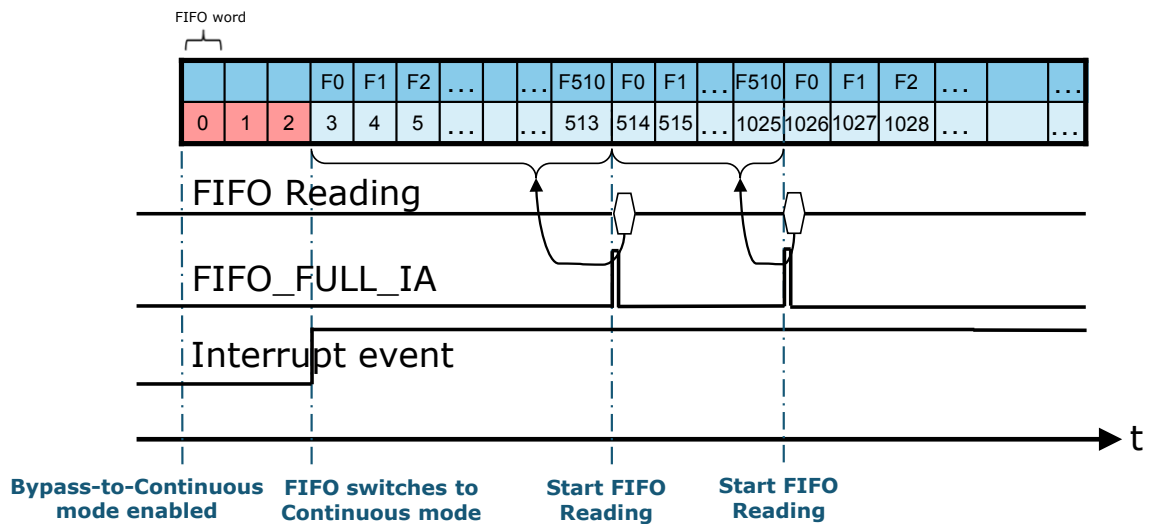 FIFO word
F0 F1 F2 ... ... F510 F0 F1 ... F510 F0 F1 F2 ... ...
0 1 2 3 4 5 ... ... 513 514 515 ... 1025 1026 1027 1028 ... ...
FIFO Reading
FIFO_FULL_IA
Interrupt event
t
Bypass-to-Continuous
mode enabled
FIFO switches to
Continuous mode
Start FIFO
Reading
Start FIFO
Reading